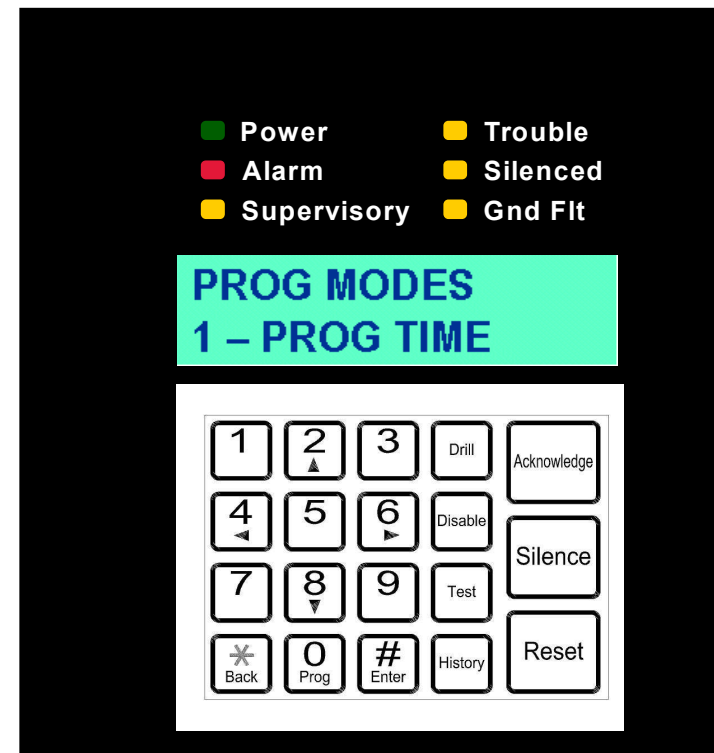 Power Trouble
Alarm Silenced
Supervisory Gnd Flt
PROG MODES
1 – PROG TIME
1 2 3 Drill Acknowledge
4 5 6 Disable
Silence
7 8 9 Test
* 0 # History Reset
Back Prog Enter